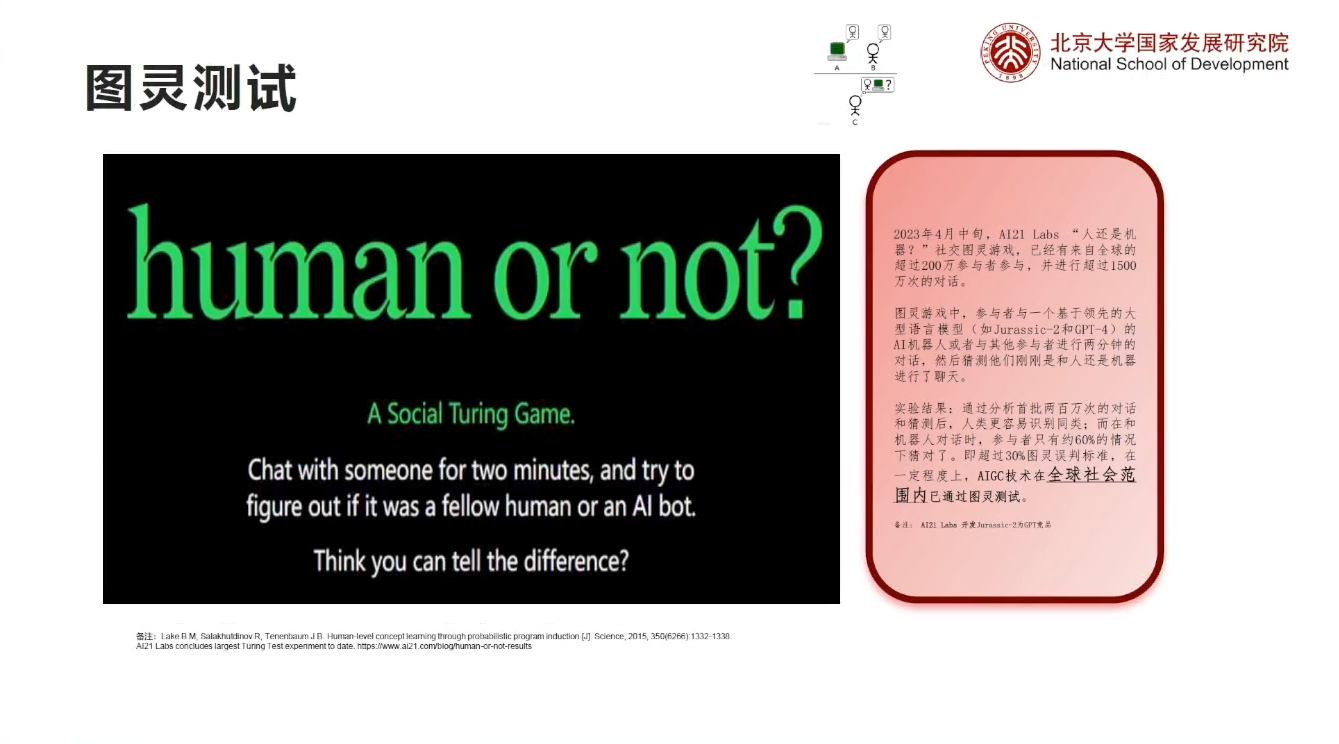 图灵测试
A
B
?
C
PEKING UNIVERSITY
1898
北京大学国家发展研究院
National School of Development
human or not?
A Social Turing Game.
Chat with someone for two minutes, and try to
figure out if it was a fellow human or an AI bot.
Think you can tell the difference?
2023年4月中旬，AI21 Labs “人还是机
器？”社交图灵游戏，已经有来自全球的
超过200万参与者参与，并进行超过1500
万次的对话。
图灵游戏中，参与者与一个基于领先的大
型语言模型（如Jurassic-2和GPT-4）的
AI机器人或者与其他参与者进行两分钟的
对话，然后猜测他们刚刚是和人还是机器
进行了聊天。
实验结果：通过分析首批两百万次的对话
和猜测后，人类更容易识别同类；而在和
机器人对话时，参与者只有约60%的情况
下猜对了。即超过30%图灵误判标准，在
一定程度上，AIGC技术在全球社会范
围内已通过图灵测试。
备注： AI21 Labs 开发Jurassic-2为GPT竞品
备注：Lake B M, Salakhutdinov R, Tenenbaum J B. Human-level concept learning through probabilistic program induction [J]. Science, 2015, 350(6266):1332-1338.
AI21 Labs concludes largest Turing Test experiment to date. https://www.ai21.com/blog/human-or-not-results